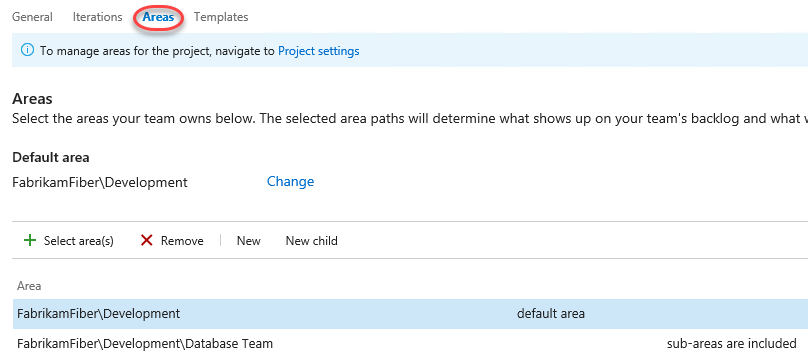 General Iterations Areas Templates
To manage areas for the project, navigate to Project settings
Areas
Select the areas your team owns below. The selected area paths will determine what shows up on your team's backlog and what
Default area
FabrikamFiber\Development Change
Select area(s) Remove New New child
Area
FabrikamFiber\Development default area
FabrikamFiber\Development\Database Team sub-areas are included